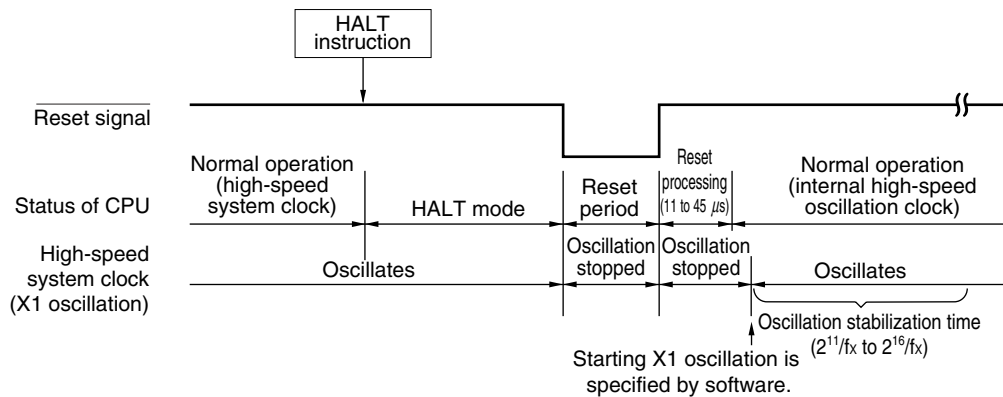 HALT
instruction
Reset signal
Normal operation
(high-speed
system clock)
HALT mode
Reset
period
Reset
processing
(11 to 45 μs)
Normal operation
(internal high-speed
oscillation clock)
Status of CPU
High-speed
system clock
(X1 oscillation)
Oscillates
Oscillation
stopped
Oscillation
stopped
Oscillates
Oscillation stabilization time
(2¹¹/fx to 2¹⁶/fx)
Starting X1 oscillation is
specified by software.